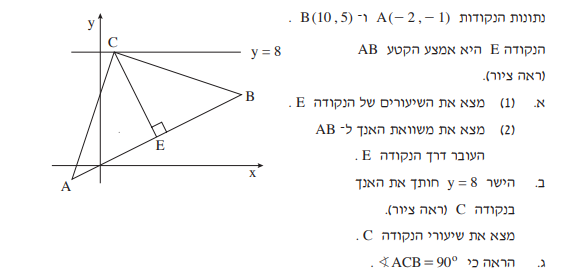 נתונות הנקודות A(−2, −1) ו־ B(10, 5) .
הנקודה E היא אמצע הקטע AB
(ראה ציור).
א. (1) מצא את השיעורים של הנקודה E .
(2) מצא את משוואת האנך ל־ AB
העובר דרך הנקודה E .
ב. הישר y = 8 חותך את האנך
בנקודה C (ראה ציור).
מצא את שיעורי הנקודה C .
ג. הראה כי ∢ACB = 90° .
y
C
y = 8
B
E
x
A